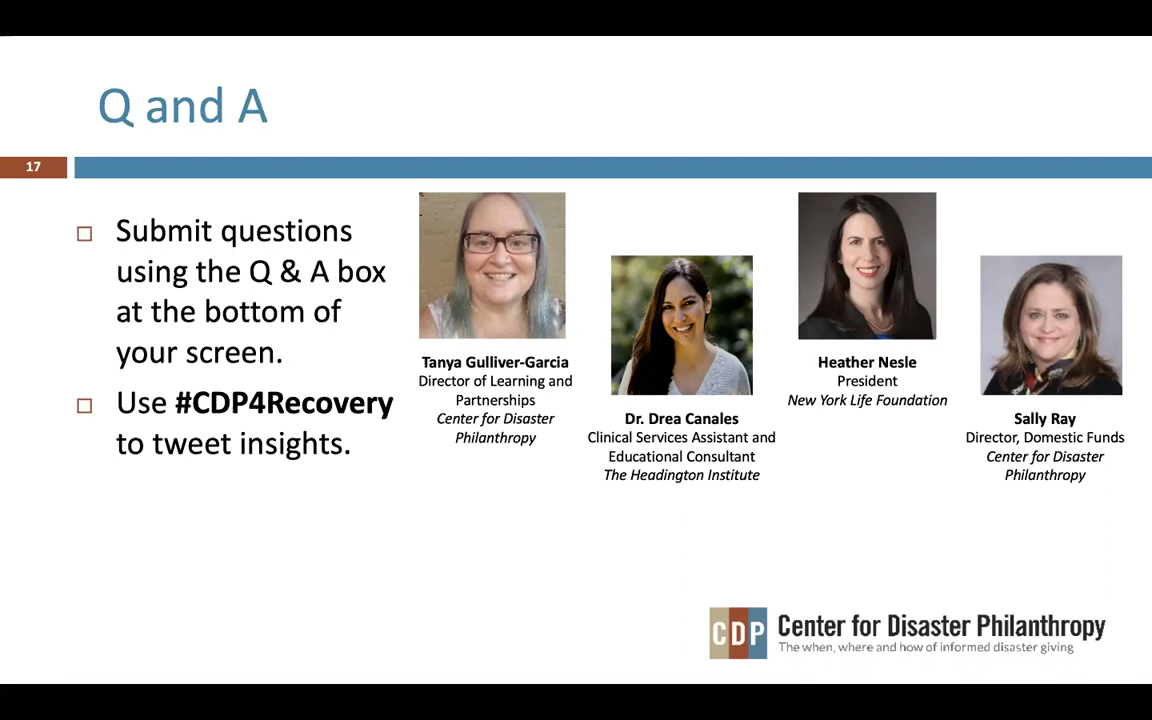 Q and A
17
Submit questions
using the Q & A box
at the bottom of
your screen.
Use #CDP4Recovery
to tweet insights.
Tanya Gulliver-Garcia
Director of Learning and
Partnerships
Center for Disaster
Philanthropy
Dr. Drea Canales
Clinical Services Assistant and
Educational Consultant
The Headington Institute
Heather Nesle
President
New York Life Foundation
Sally Ray
Director, Domestic Funds
Center for Disaster
Philanthropy
CDP
Center for Disaster Philanthropy
The when, where and how of informed disaster giving